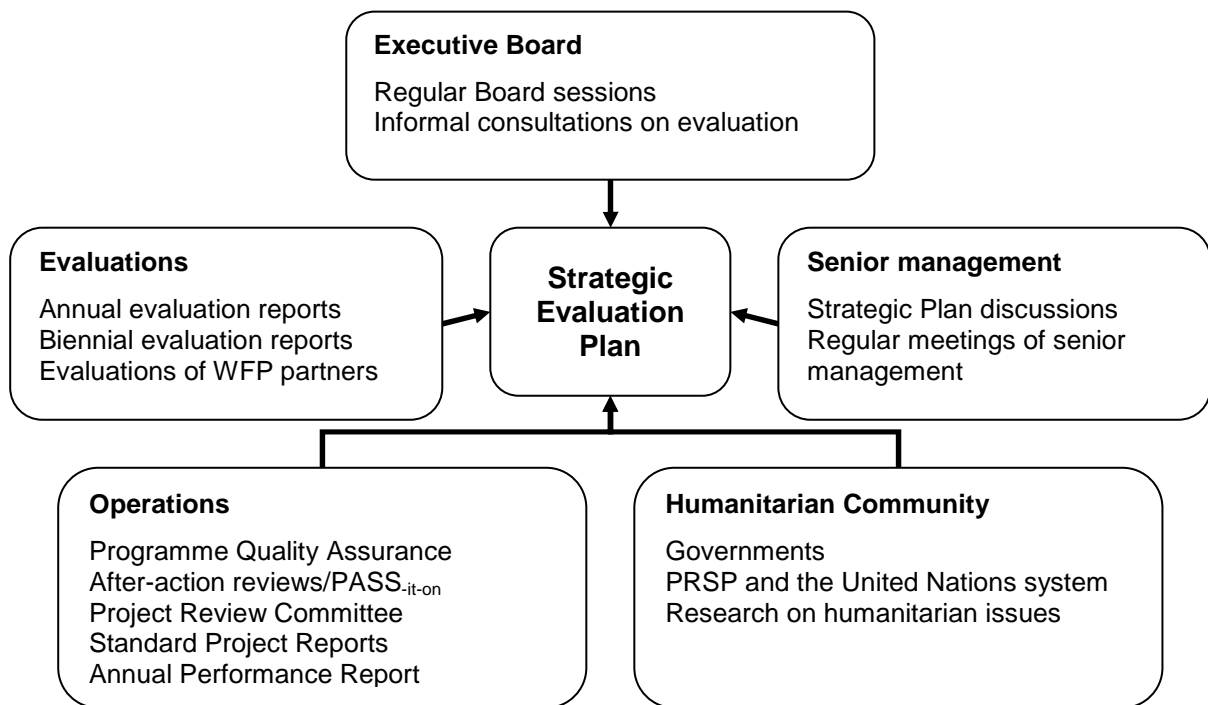 Executive Board
Regular Board sessions
Informal consultations on evaluation
Evaluations
Annual evaluation reports
Biennial evaluation reports
Evaluations of WFP partners
Strategic
Evaluation
Plan
Senior management
Strategic Plan discussions
Regular meetings of senior
management
Operations
Programme Quality Assurance
After-action reviews/PASS-it-on
Project Review Committee
Standard Project Reports
Annual Performance Report
Humanitarian Community
Governments
PRSP and the United Nations system
Research on humanitarian issues